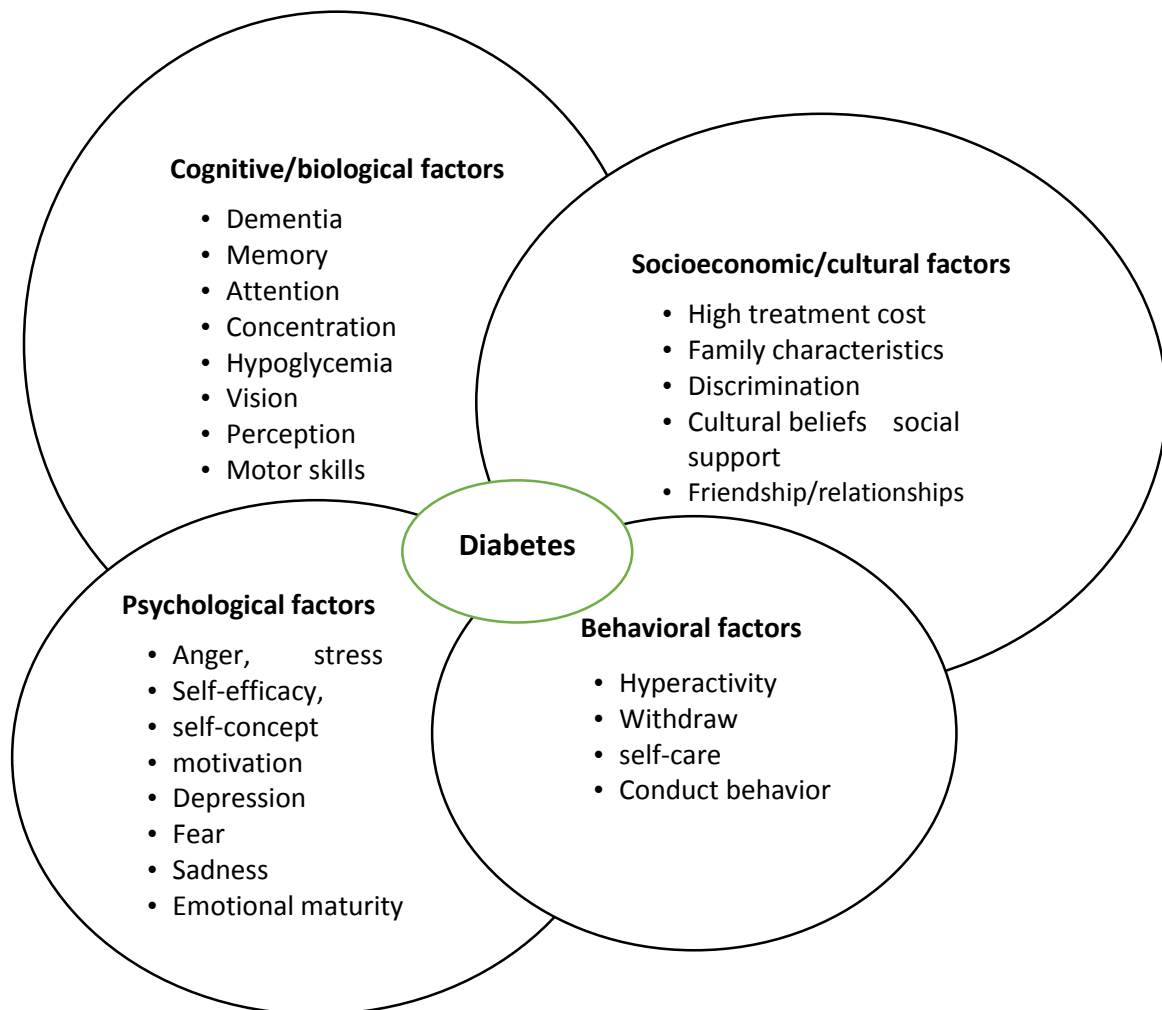 Cognitive/biological factors
• Dementia
• Memory
• Attention
• Concentration
• Hypoglycemia
• Vision
• Perception
• Motor skills
Socioeconomic/cultural factors
• High treatment cost
• Family characteristics
• Discrimination
• Cultural beliefs social
support
• Friendship/relationships
Diabetes
Psychological factors
• Anger, stress
• Self-efficacy,
• self-concept
• motivation
• Depression
• Fear
• Sadness
• Emotional maturity
Behavioral factors
• Hyperactivity
• Withdraw
• self-care
• Conduct behavior